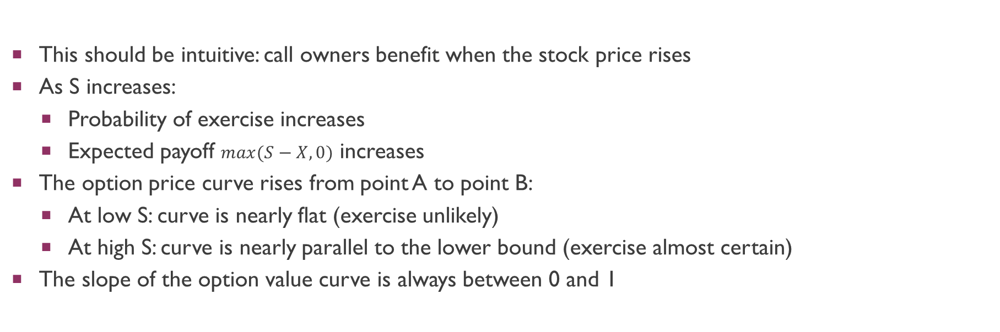 ▪ This should be intuitive: call owners benefit when the stock price rises
▪ As S increases:
▪ Probability of exercise increases
▪ Expected payoff max(S − X, 0) increases
▪ The option price curve rises from point A to point B:
▪ At low S: curve is nearly flat (exercise unlikely)
▪ At high S: curve is nearly parallel to the lower bound (exercise almost certain)
▪ The slope of the option value curve is always between 0 and 1